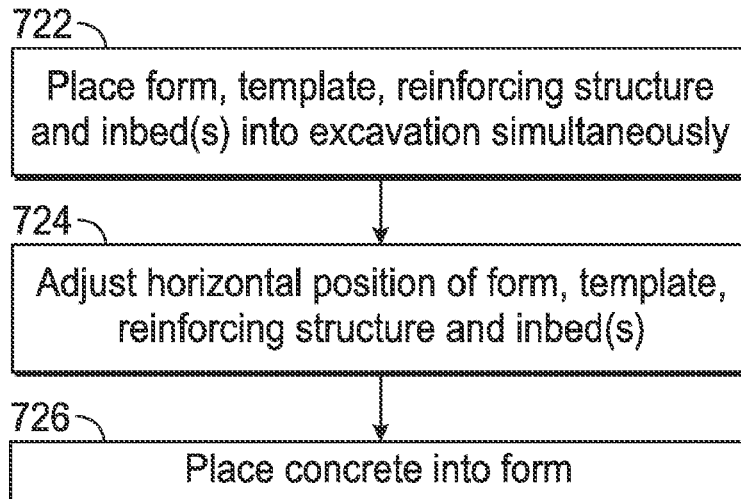 722
Place form, template, reinforcing structure
and inbed(s) into excavation simultaneously
724
Adjust horizontal position of form, template,
reinforcing structure and inbed(s)
726
Place concrete into form